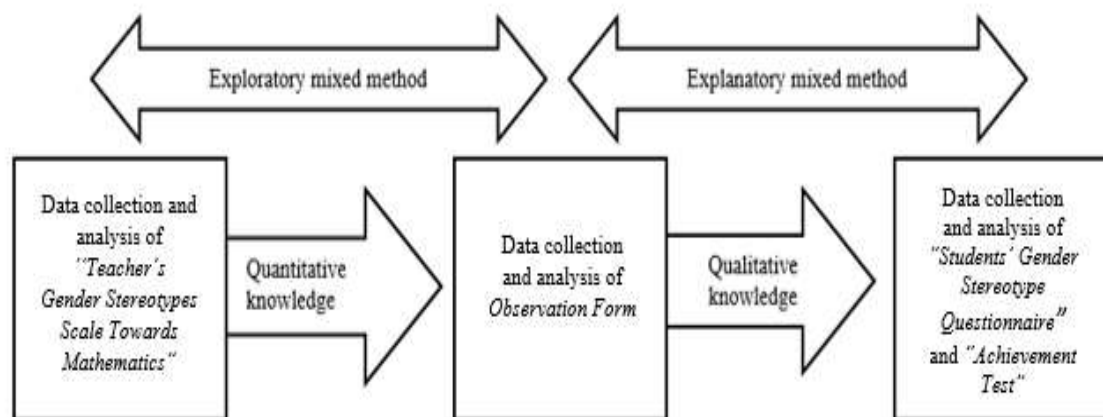 Exploratory mixed method
Explanatory mixed method
Data collection and
analysis of
"Teacher's
Gender Stereotypes
Scale Towards
Mathematics"
Quantitative
knowledge
Data collection
and analysis of
Observation Form
Qualitative
knowledge
Data collection
and analysis of
"Students' Gender
Stereotype
Questionnaire"
and "Achievement
Test"